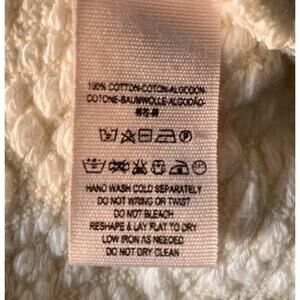 100% COTTON-COTON-ALGODÓN-
COTONE-BAUMWOLLE-ALGODÃO-
HAND WASH COLD SEPARATELY
DO NOT WRING OR TWIST
DO NOT BLEACH
RESHAPE & LAY FLAT TO DRY
LOW IRON AS NEEDED
DO NOT DRY CLEAN